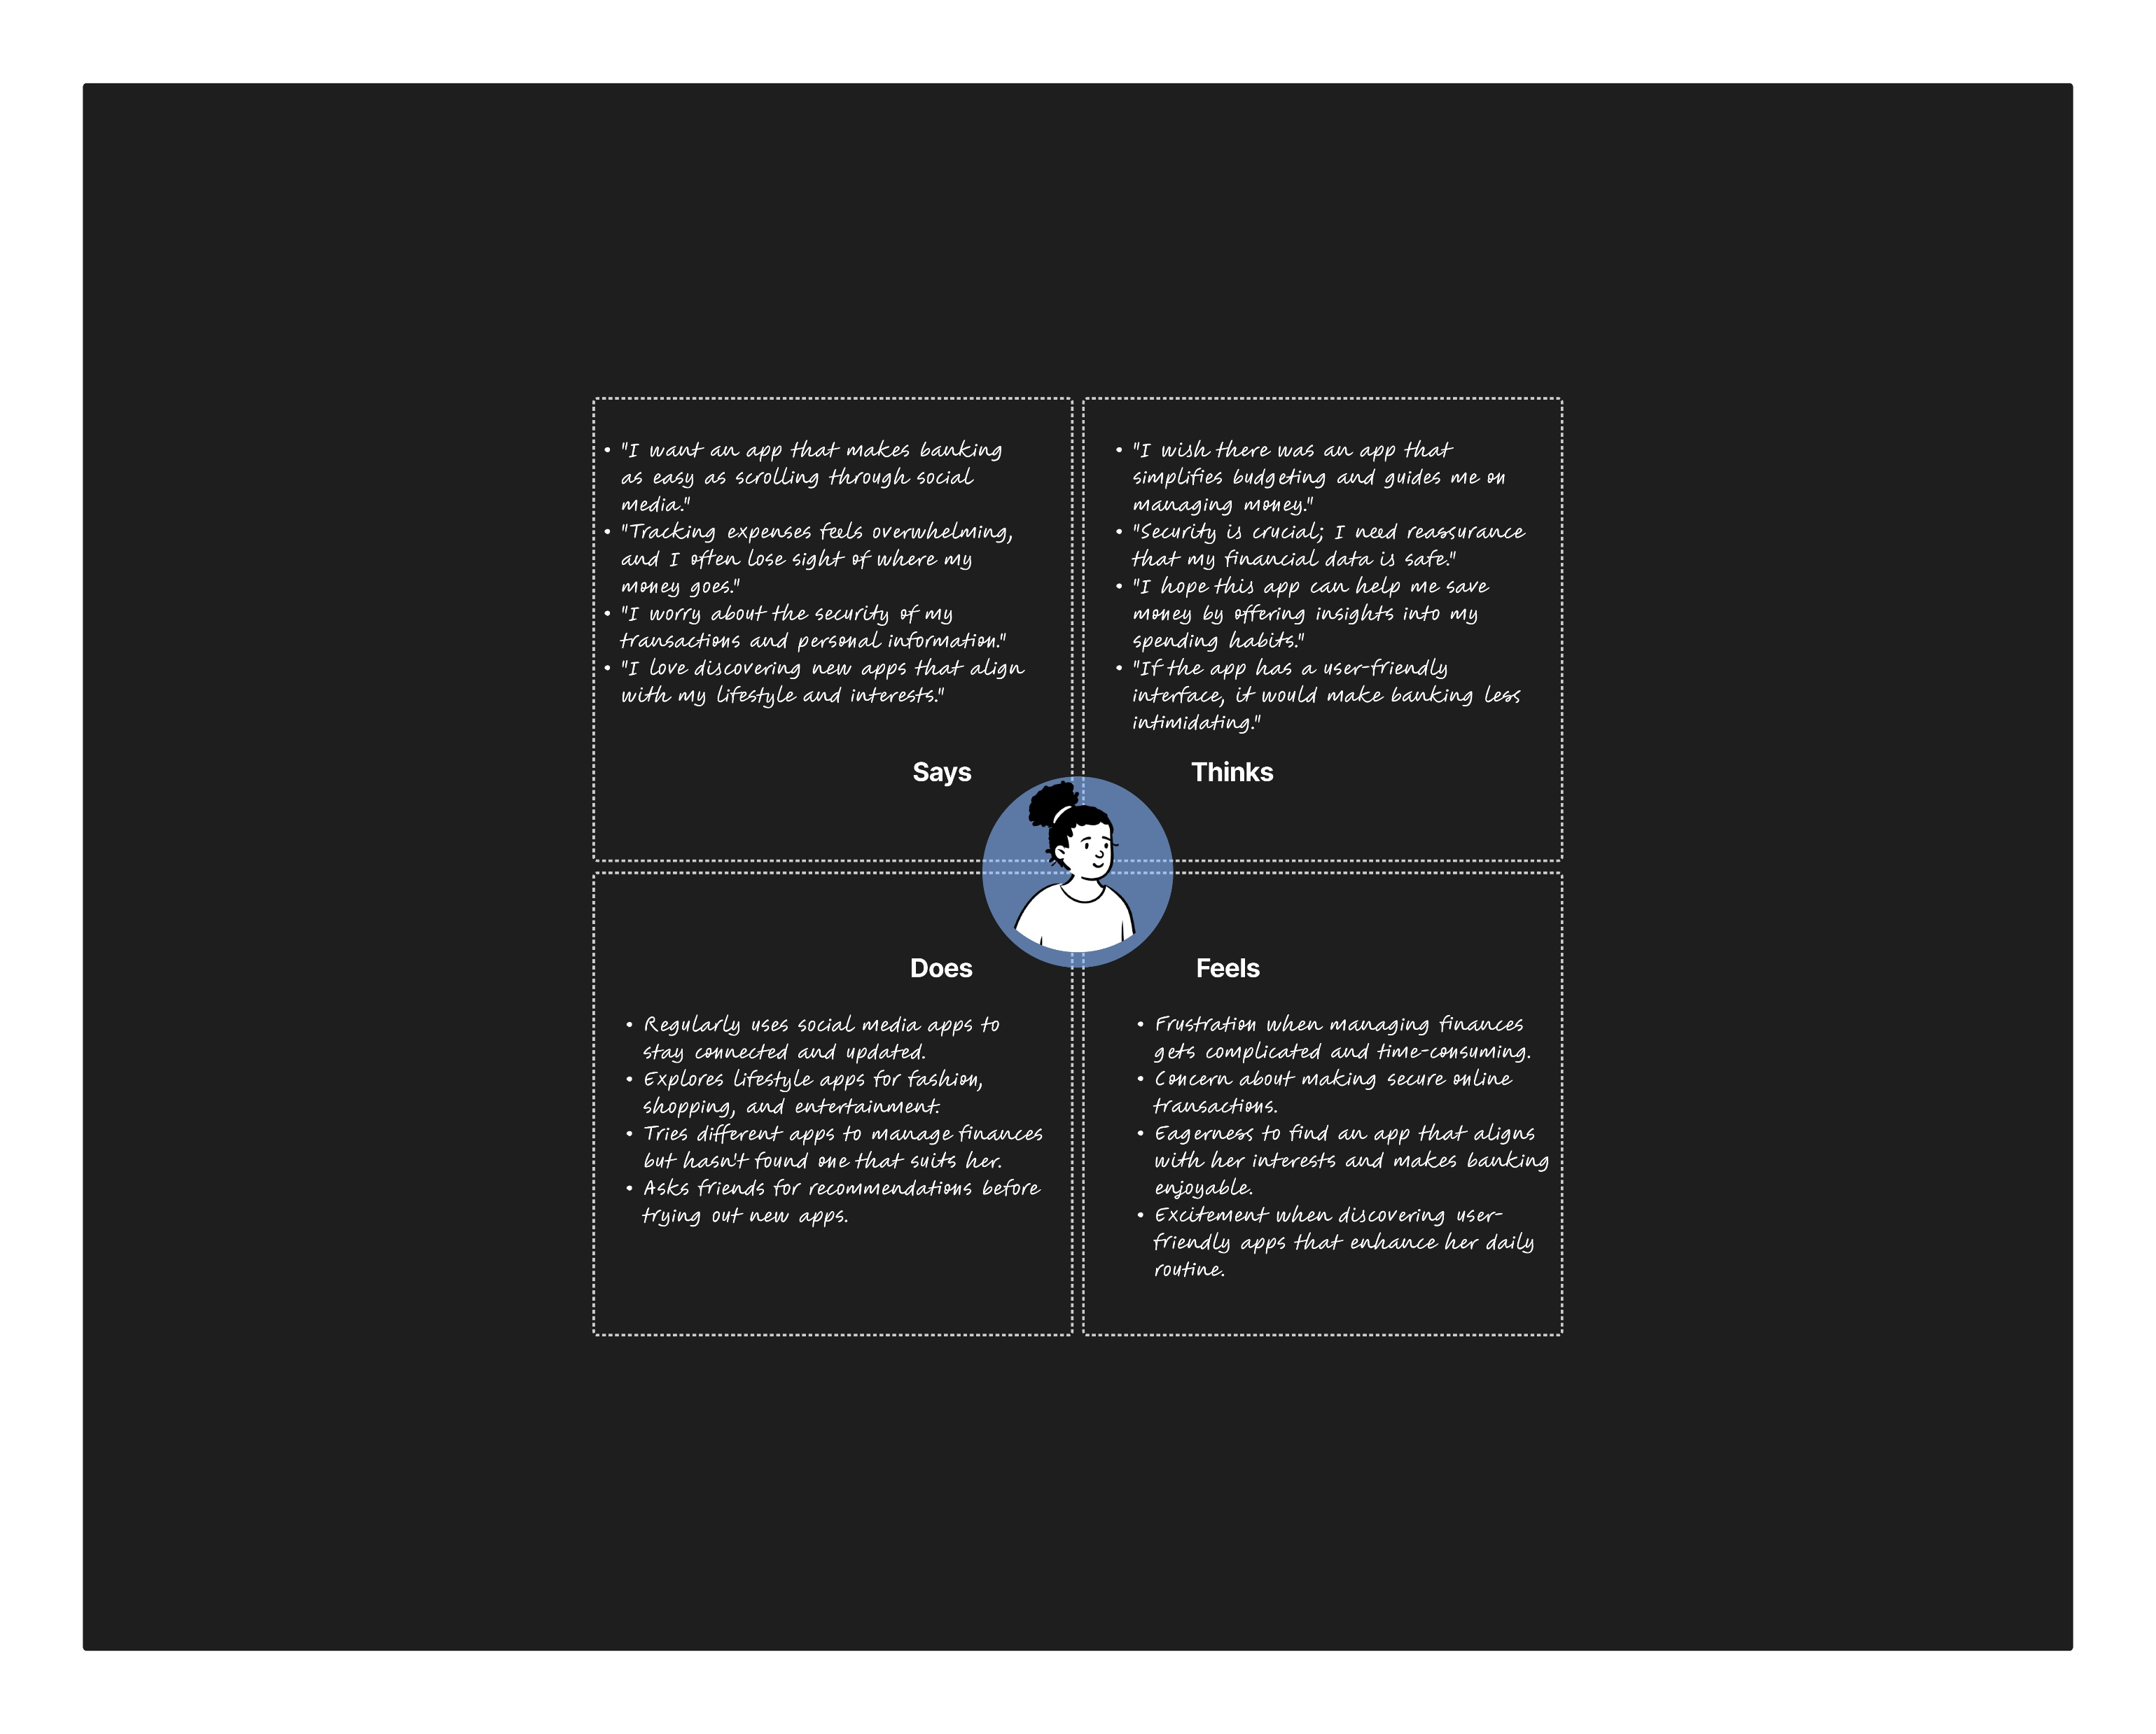 • "I want an app that makes banking
as easy as scrolling through social
media."
• "Tracking expenses feels overwhelming,
and I often lose sight of where my
money goes."
• "I worry about the security of my
transactions and personal information."
• "I love discovering new apps that align
with my lifestyle and interests."
Says
• "I wish there was an app that
simplifies budgeting and guides me on
managing money."
• "Security is crucial; I need reassurance
that my financial data is safe."
• "I hope this app can help me save
money by offering insights into my
spending habits."
• "If the app has a user-friendly
interface, it would make banking less
intimidating."
Thinks
Does
• Regularly uses social media apps to
stay connected and updated.
• Explores lifestyle apps for fashion,
shopping, and entertainment.
• Tries different apps to manage finances
but hasn't found one that suits her.
• Asks friends for recommendations before
trying out new apps.
Feels
• Frustration when managing finances
gets complicated and time-consuming.
• Concern about making secure online
transactions.
• Eagerness to find an app that aligns
with her interests and makes banking
enjoyable.
• Excitement when discovering user-
friendly apps that enhance her daily
routine.